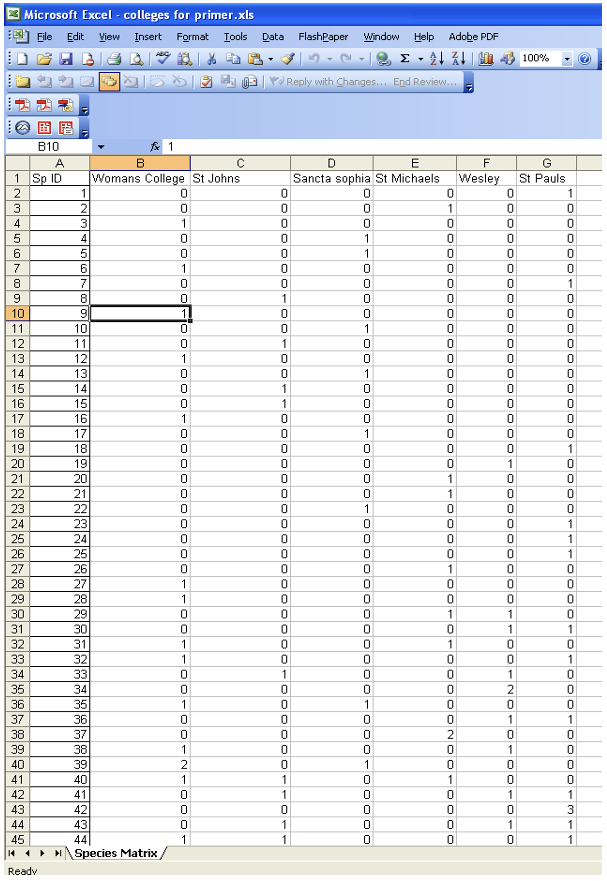 Microsoft Excel - colleges for primer.xls
File Edit View Insert Format Tools Data FlashPaper Window Help Adobe PDF
ABC Σ A Z Z A 100%
Reply with Changes... End Review...
B10 fx 1
A B C D E F G
1 Sp ID Womans College St Johns Sancta sophia St Michaels Wesley St Pauls
2 1 0 0 0 0 0 1
3 2 0 0 0 1 0 0
4 3 1 0 0 0 0 0
5 4 0 0 1 0 0 0
6 5 0 0 1 0 0 0
7 6 1 0 0 0 0 0
8 7 0 0 0 0 0 1
9 8 0 1 0 0 0 0
10 9 1 0 0 0 0 0
11 10 0 0 1 0 0 0
12 11 0 1 0 0 0 0
13 12 1 0 0 0 0 0
14 13 0 0 1 0 0 0
15 14 0 1 0 0 0 0
16 15 0 1 0 0 0 0
17 16 1 0 0 0 0 0
18 17 0 0 1 0 0 0
19 18 0 0 0 0 0 1
20 19 0 0 0 0 1 0
21 20 0 0 0 1 0 0
22 21 0 0 0 1 0 0
23 22 0 0 1 0 0 0
24 23 0 0 0 0 0 1
25 24 0 0 0 0 0 1
26 25 0 0 0 0 0 1
27 26 0 0 0 1 0 0
28 27 1 0 0 0 0 0
29 28 1 0 0 0 0 0
30 29 0 0 0 1 1 0
31 30 0 0 0 0 1 1
32 31 1 0 0 1 0 0
33 32 1 0 0 0 0 1
34 33 0 1 0 0 1 0
35 34 0 0 0 0 2 0
36 35 1 0 1 0 0 0
37 36 0 0 0 0 1 1
38 37 0 0 0 2 0 0
39 38 1 0 0 0 1 0
40 39 2 0 1 0 0 0
41 40 1 1 0 1 0 0
42 41 0 1 0 0 1 1
43 42 0 0 0 0 0 3
44 43 0 1 0 0 1 1
45 44 1 1 0 0 0 1
Species Matrix
Ready